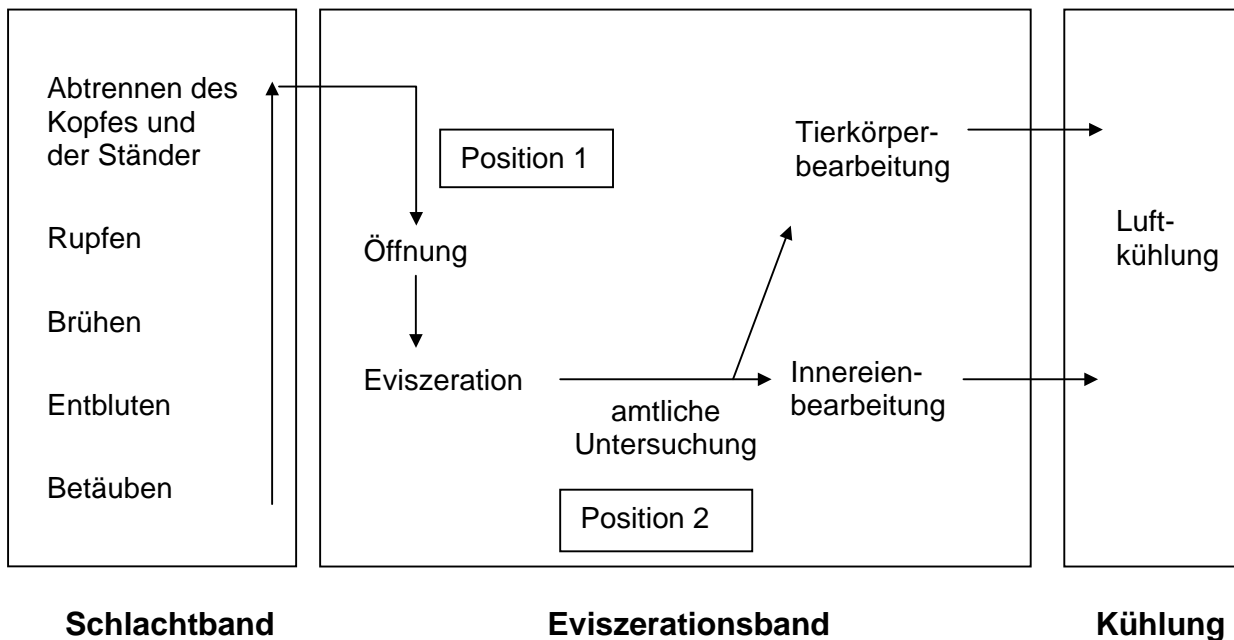 Abtrennen des
Kopfes und
der Ständer
Rupfen
Brühen
Entbluten
Betäuben
Position 1
Öffnung
Eviszeration
amtliche
Untersuchung
Position 2
Tierkörper-
bearbeitung
Innereien-
bearbeitung
Luft-
kühlung
Schlachtband
Eviszerationsband
Kühlung